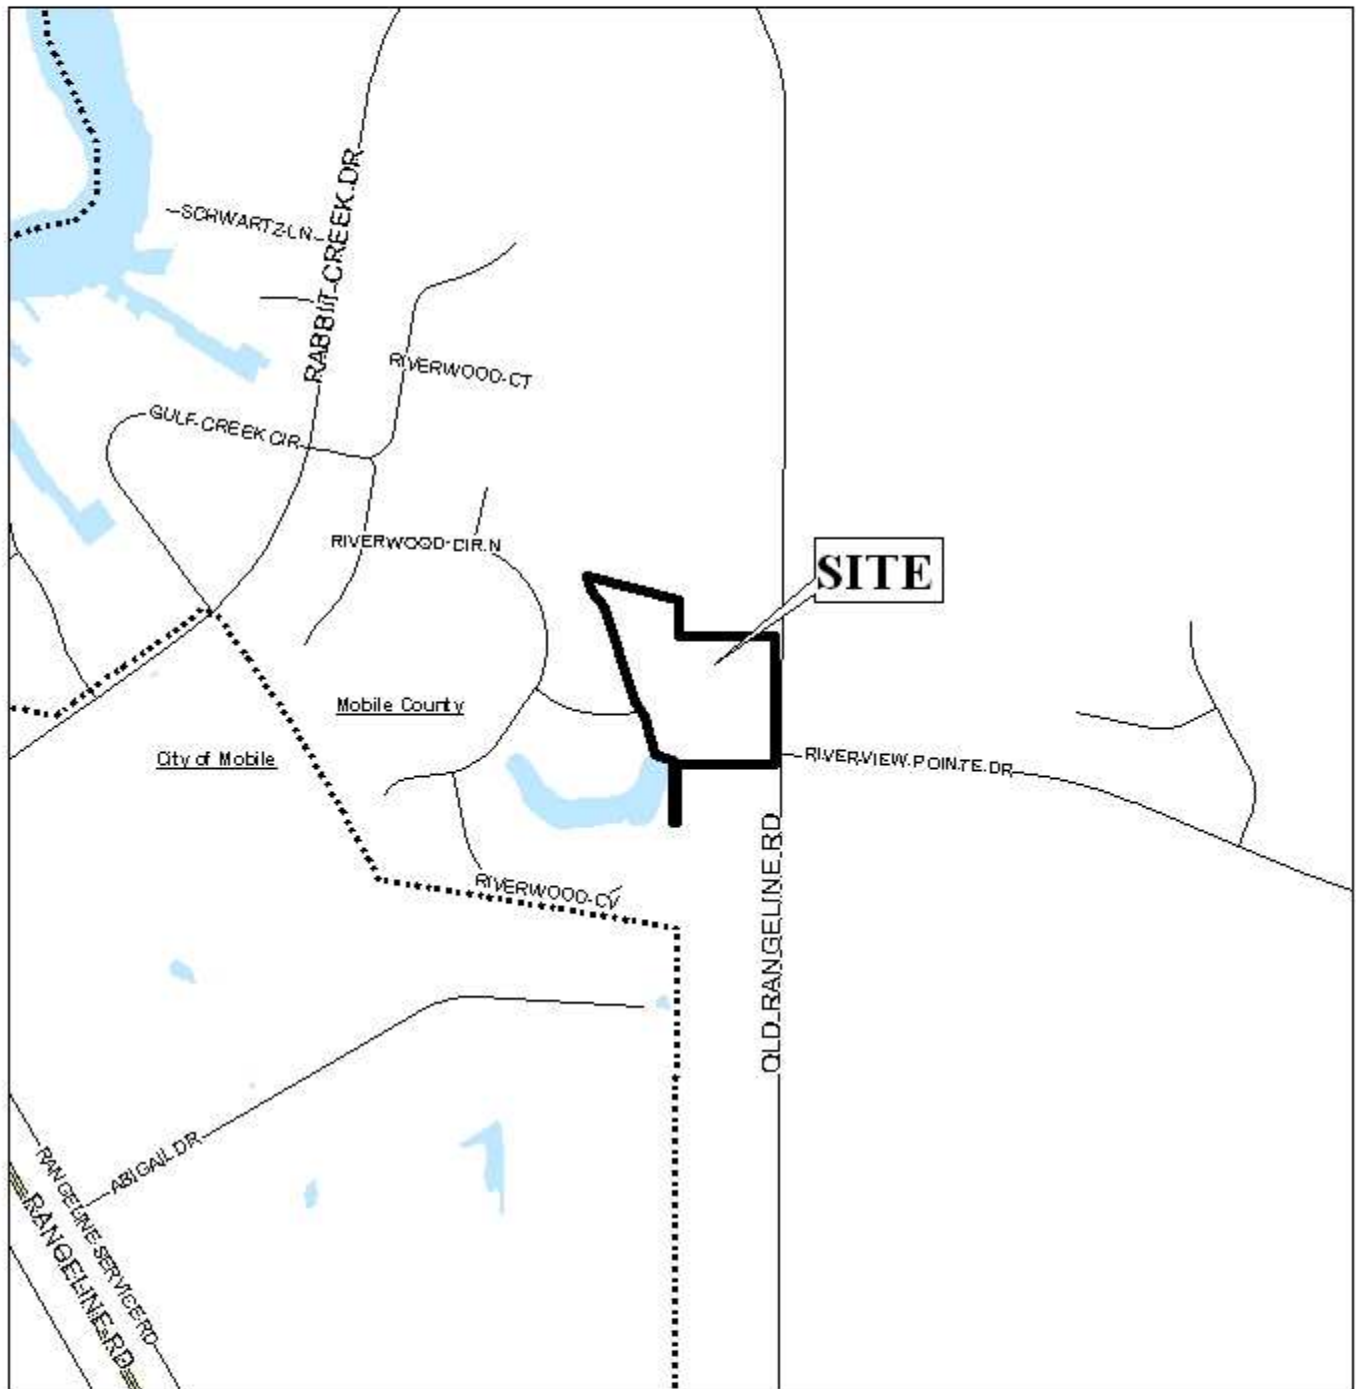 SCHWARTZ LN
RABBIT CREEK DR
RIVERWOOD CT
GULF CREEK CIR
RIVERWOOD CIR N
SITE
Mobile County
City of Mobile
RIVERVIEW POINTE DR
OLD RANGELINE RD
RIVERWOOD CV
ABIGAIL DR
RANGELINE SERVICE RD
RANGELINE RD